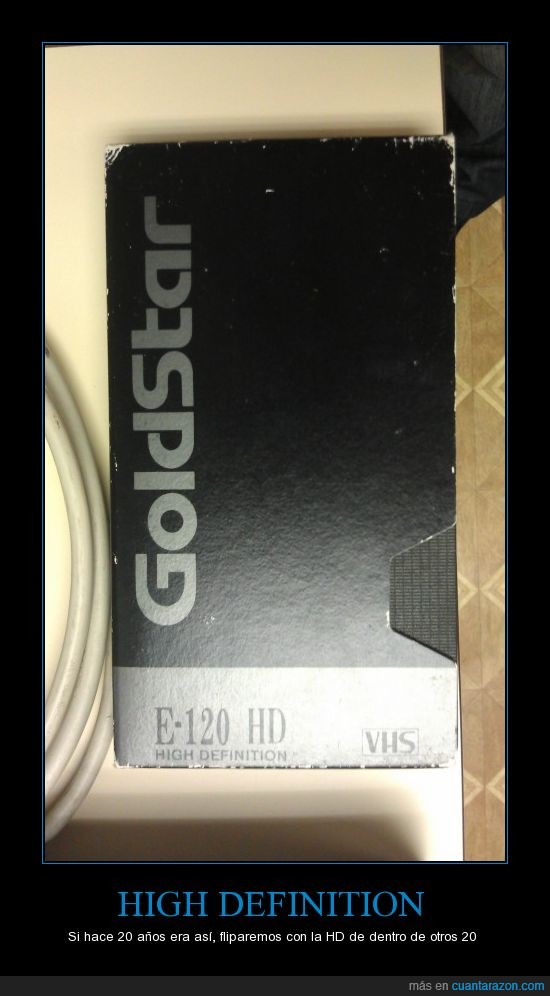 GoldStar
E-120 HD
HIGH DEFINITION
VHS
HIGH DEFINITION
Si hace 20 años era así, fliparemos con la HD de dentro de otros 20
más en cuantarazon.com